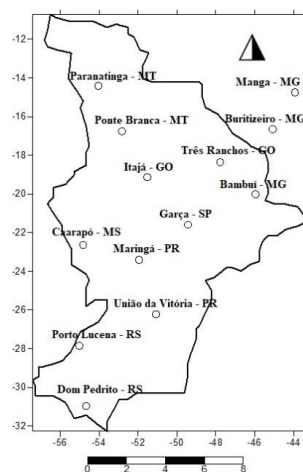 -12
-14
Paranatinga - MT
Manga - MG
-16
Ponte Branca - MT
Buritizeiro - MG
-18
Três Ranchos - GO
Itajá - GO
-20
Bambuí - MG
Garça - SP
-22
Caarapó - MS
Maringá - PR
-24
-26
União da Vitória - PR
-28
Porto Lucena - RS
-30
Dom Pedrito - RS
-32
-56 -54 -52 -50 -48 -46 -44
0 2 4 6 8